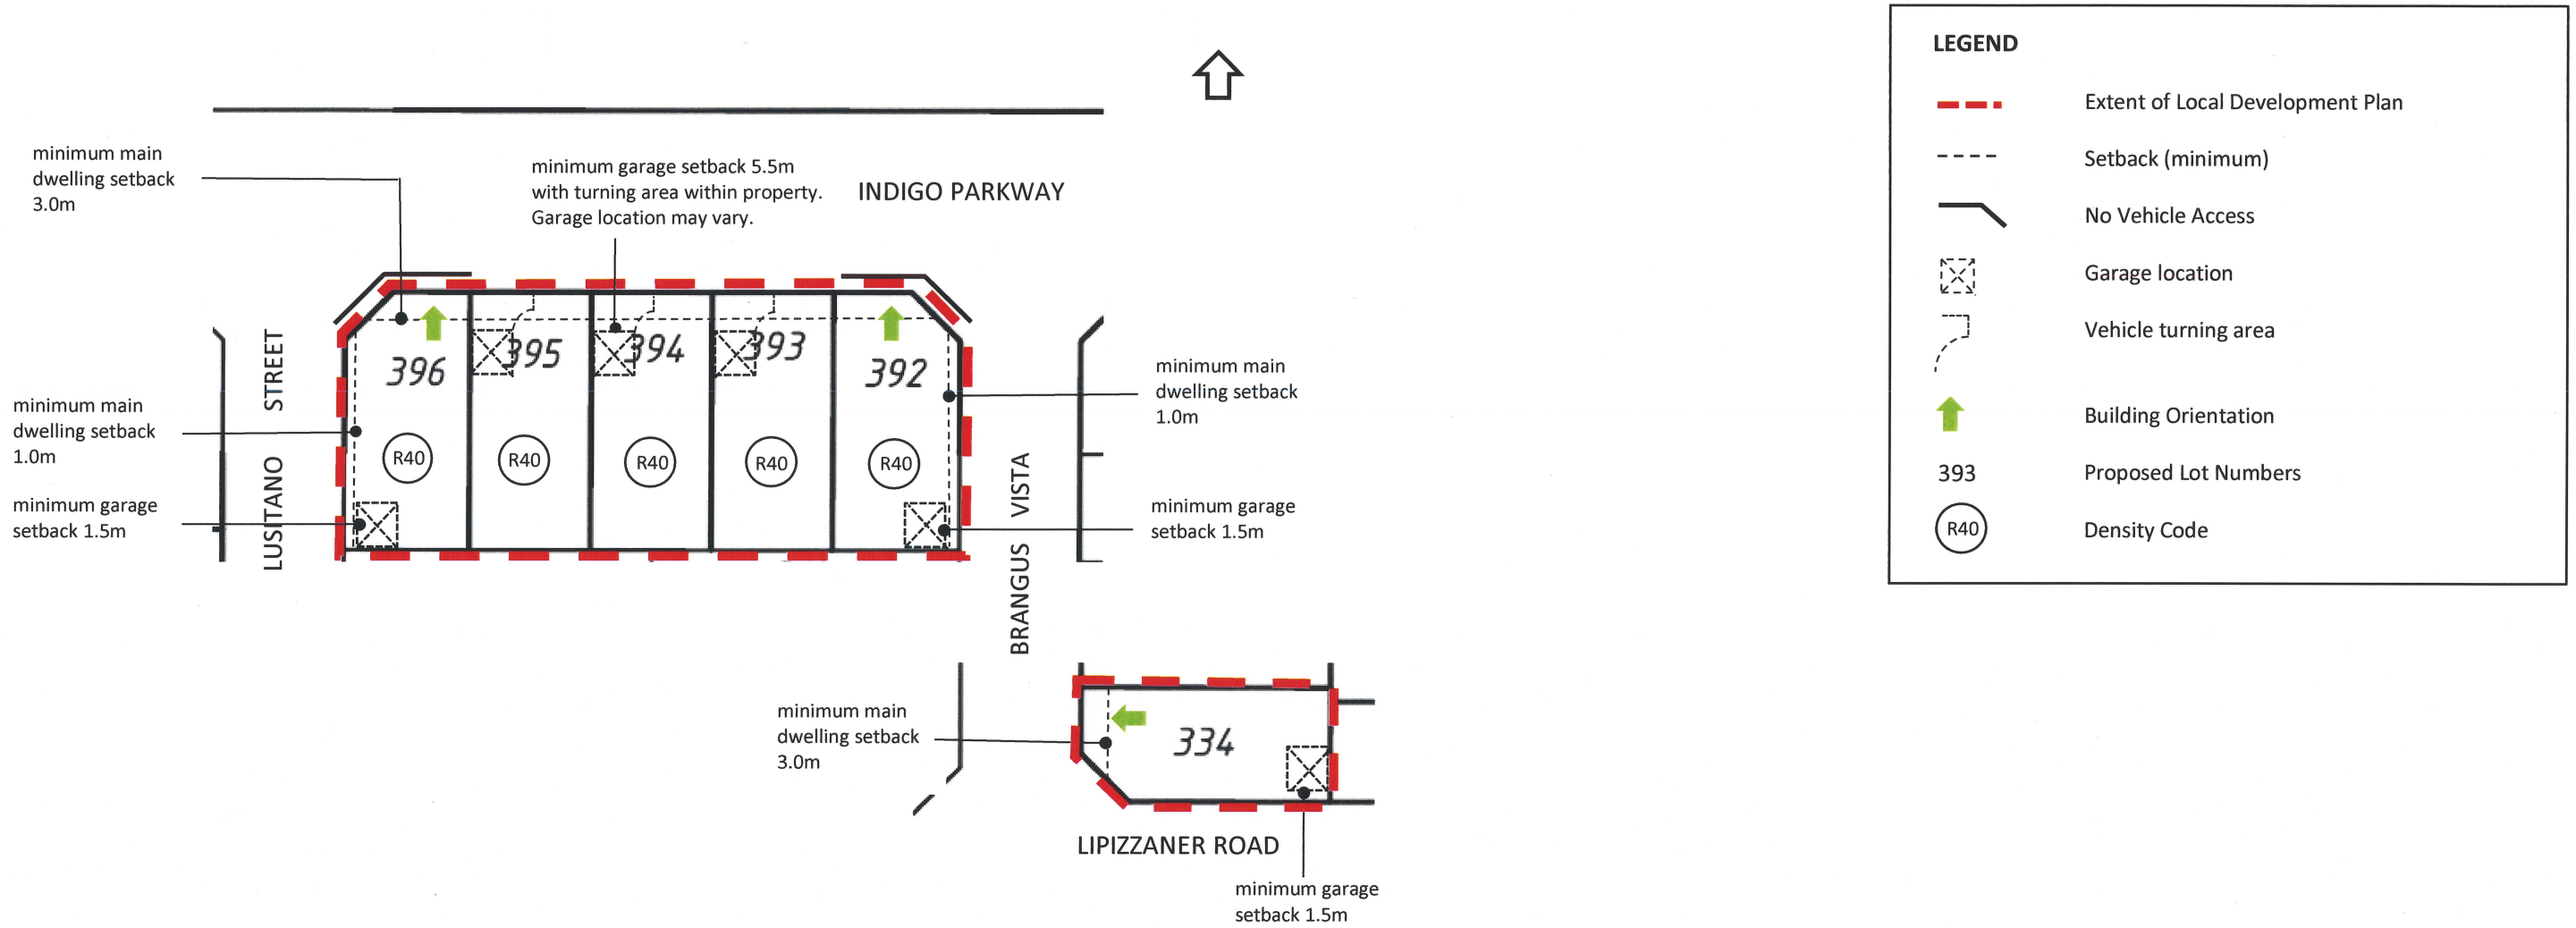 minimum main
dwelling setback
3.0m
minimum garage setback 5.5m
with turning area within property.
Garage location may vary.
INDIGO PARKWAY
LUSITANO STREET
396
395
394
393
392
R40
R40
R40
R40
R40
minimum main
dwelling setback
1.0m
minimum garage
setback 1.5m
minimum main
dwelling setback
1.0m
minimum garage
setback 1.5m
BRANGUS VISTA
minimum main
dwelling setback
3.0m
334
LIPIZZANER ROAD
minimum garage
setback 1.5m
LEGEND
Extent of Local Development Plan
Setback (minimum)
No Vehicle Access
Garage location
Vehicle turning area
Building Orientation
393 Proposed Lot Numbers
R40 Density Code